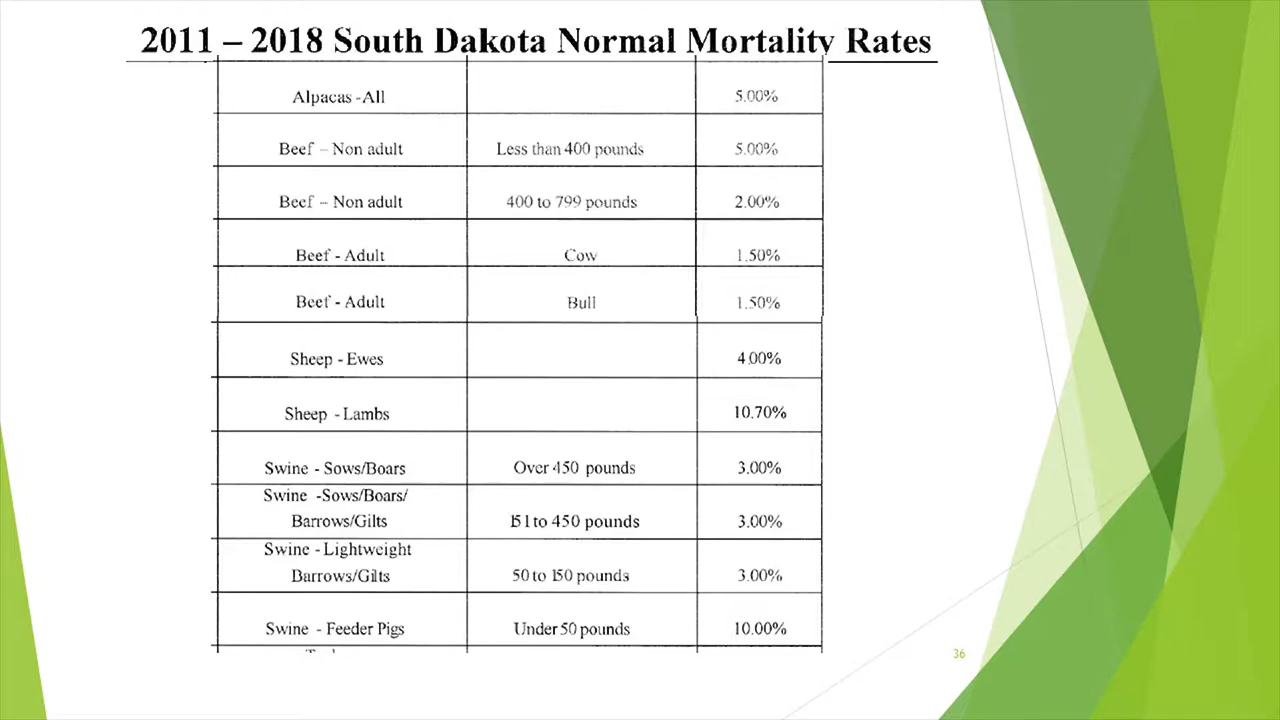 2011 – 2018 South Dakota Normal Mortality Rates
Alpacas -All 5.00%
Beef – Non adult Less than 400 pounds 5.00%
Beef – Non adult 400 to 799 pounds 2.00%
Beef - Adult Cow 1.50%
Beef - Adult Bull 1.50%
Sheep - Ewes 4.00%
Sheep - Lambs 10.70%
Swine - Sows/Boars Over 450 pounds 3.00%
Swine -Sows/Boars/
Barrows/Gilts 151 to 450 pounds 3.00%
Swine - Lightweight
Barrows/Gilts 50 to 150 pounds 3.00%
Swine - Feeder Pigs Under 50 pounds 10.00%
36